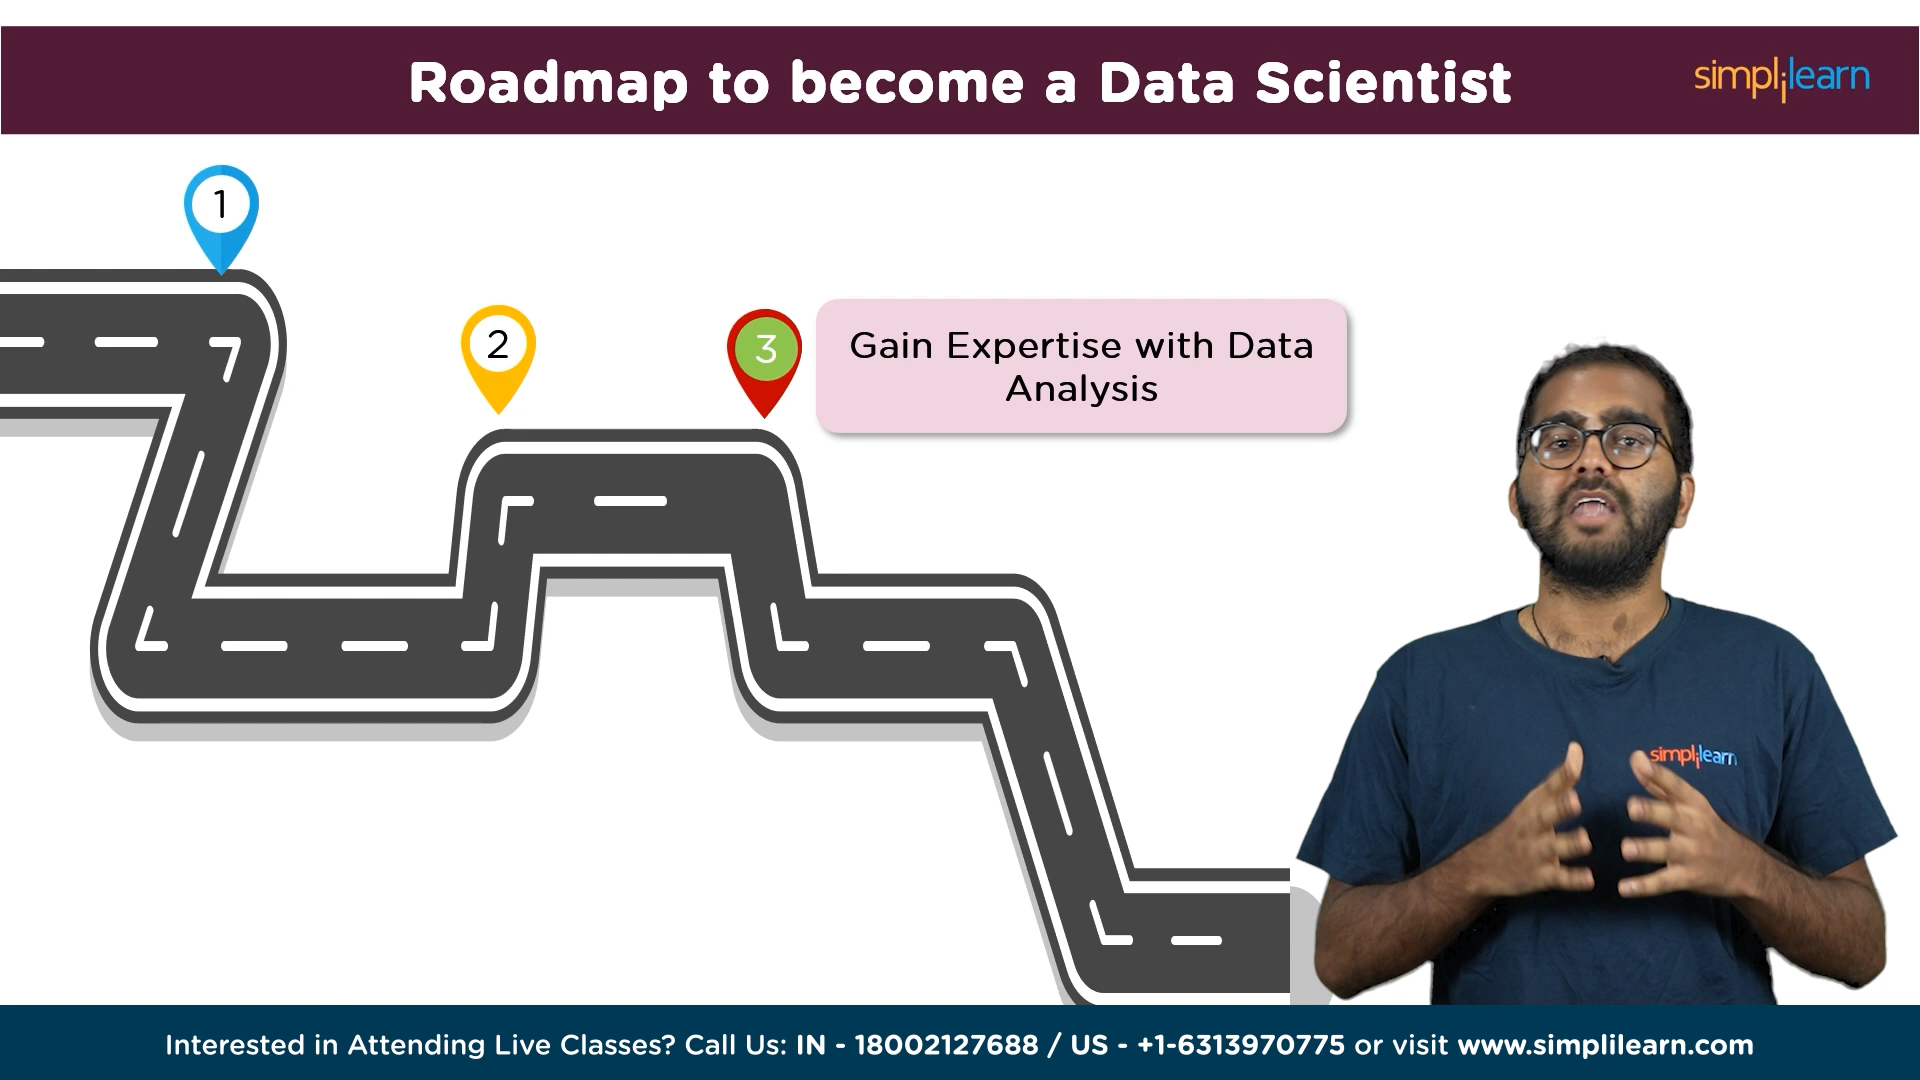 Roadmap to become a Data Scientist
simplilearn
1
2
3
Gain Expertise with Data
Analysis
simplilearn
Interested in Attending Live Classes? Call Us: IN - 18002127688 / US - +1-6313970775 or visit www.simplilearn.com